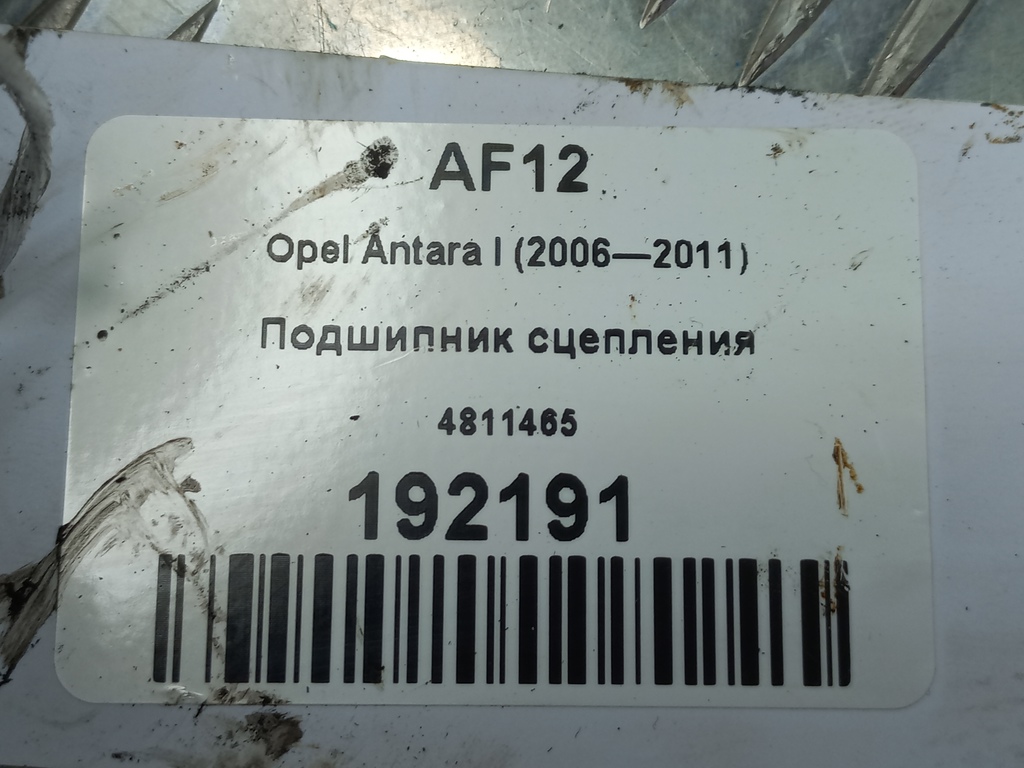 AF12
Opel Antara I (2006—2011)
Подшипник сцепления
4811465
192191